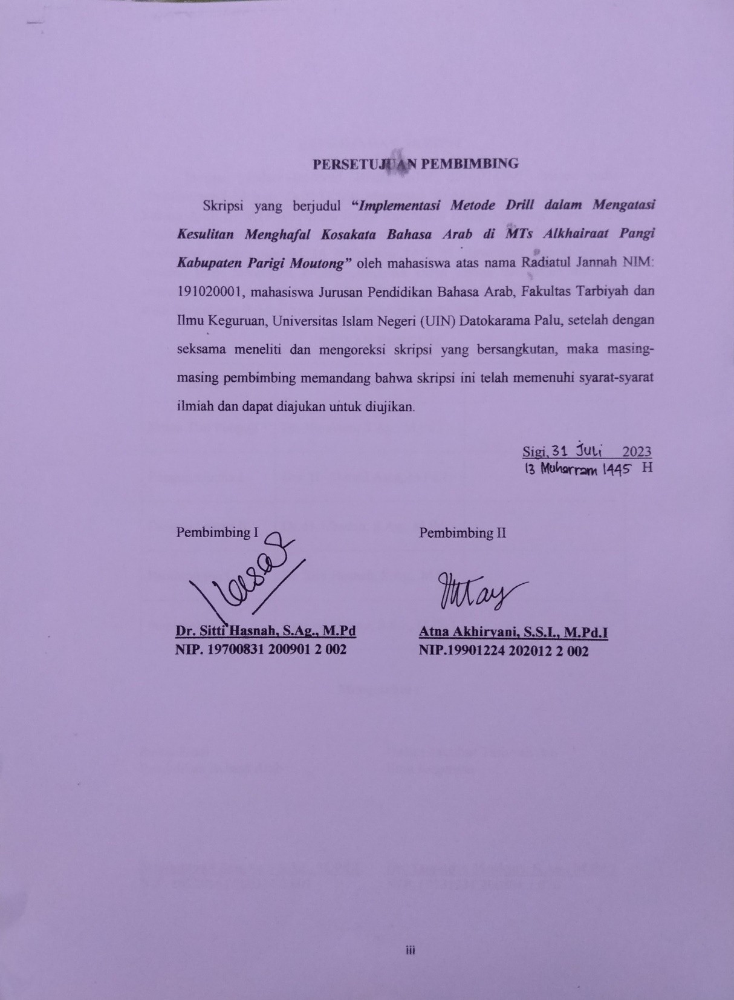 PERSETUJUAN PEMBIMBING
Skripsi yang berjudul “Implementasi Metode Drill dalam Mengatasi
Kesulitan Menghafal Kosakata Bahasa Arab di MTs Alkhairaat Pangi
Kabupaten Parigi Moutong” oleh mahasiswa atas nama Radiatul Jannah NIM:
191020001, mahasiswa Jurusan Pendidikan Bahasa Arab, Fakultas Tarbiyah dan
Ilmu Keguruan, Universitas Islam Negeri (UIN) Datokarama Palu, setelah dengan
seksama meneliti dan mengoreksi skripsi yang bersangkutan, maka masing-
masing pembimbing memandang bahwa skripsi ini telah memenuhi syarat-syarat
ilmiah dan dapat diajukan untuk diujikan.
Sigi, 31 Juli 2023
13 Muharram 1445 H
Pembimbing I
Pembimbing II
Dr. Sitti Hasnah, S.Ag., M.Pd
NIP. 19700831 200901 2 002
Atna Akhiryani, S.S.I., M.Pd.I
NIP.19901224 202012 2 002
iii